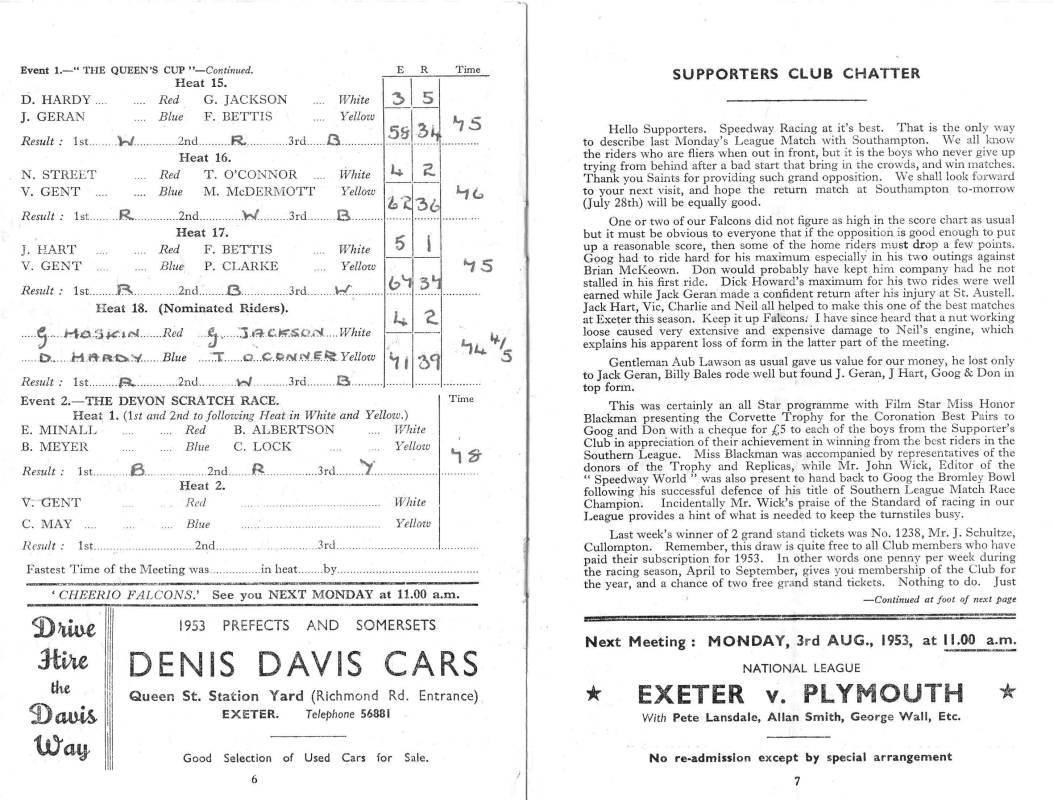 Event 1.—" THE QUEEN'S CUP "—Continued. E R Time
Heat 15.
D. HARDY .... .... Red G. JACKSON .... White 3 5
J. GERAN .... Blue F. BETTIS .... Yellow 75
Result : 1st....W....2nd....R....3rd....B.... 58 34
Heat 16.
N. STREET .... Red T. O'CONNOR .... White 4 2
V. GENT .... .... Blue M. McDERMOTT Yellow 76
Result : 1st....R....2nd....W....3rd....B.... 62 36
Heat 17.
J. HART .... Red F. BETTIS .... White 5 1
V. GENT .... .... Blue P. CLARKE .... Yellow 75
Result : 1st....R....2nd....B....3rd....W.... 67 37
Heat 18. (Nominated Riders).
G HOSKIN Red G JACKSON White 4 2
D. HARDY Blue T O CONNER Yellow 74 4/5
Result : 1st....R....2nd....W....3rd....B.... 71 39
Event 2.—THE DEVON SCRATCH RACE. Time
Heat 1. (1st and 2nd to following Heat in White and Yellow.)
E. MINALL .... .... Red B. ALBERTSON .... White
B. MEYER .... .... Blue C. LOCK .... .... Yellow
Result : 1st....B....2nd....R....3rd....Y.... 78
Heat 2.
V. GENT .... .... Red .................... White
C. MAY .... .... Blue .................... Yellow
Result : 1st....................2nd....................3rd....................
Fastest Time of the Meeting was............in heat......by....................
' CHEERIO FALCONS.' See you NEXT MONDAY at 11.00 a.m.
Drive
Hire
the
Davis
Way
1953 PREFECTS AND SOMERSETS
DENIS DAVIS CARS
Queen St. Station Yard (Richmond Rd. Entrance)
EXETER. Telephone 56881
Good Selection of Used Cars for Sale.
6
SUPPORTERS CLUB CHATTER
Hello Supporters. Speedway Racing at it's best. That is the only way
to describe last Monday's League Match with Southampton. We all know
the riders who are fliers when out in front, but it is the boys who never give up
trying from behind after a bad start that bring in the crowds, and win matches.
Thank you Saints for providing such grand opposition. We shall look forward
to your next visit, and hope the return match at Southampton to-morrow
(July 28th) will be equally good.
One or two of our Falcons did not figure as high in the score chart as usual
but it must be obvious to everyone that if the opposition is good enough to put
up a reasonable score, then some of the home riders must drop a few points.
Goog had to ride hard for his maximum especially in his two outings against
Brian McKeown. Don would probably have kept him company had he not
stalled in his first ride. Dick Howard's maximum for his two rides were well
earned while Jack Geran made a confident return after his injury at St. Austell.
Jack Hart, Vic, Charlie and Neil all helped to make this one of the best matches
at Exeter this season. Keep it up Falcons. I have since heard that a nut working
loose caused very extensive and expensive damage to Neil's engine, which
explains his apparent loss of form in the latter part of the meeting.
Gentleman Aub Lawson as usual gave us value for our money, he lost only
to Jack Geran, Billy Bales rode well but found J. Geran, J Hart, Goog & Don in
top form.
This was certainly an all Star programme with Film Star Miss Honor
Blackman presenting the Corvette Trophy for the Coronation Best Pairs to
Goog and Don with a cheque for £5 to each of the boys from the Supporter's
Club in appreciation of their achievement in winning from the best riders in the
Southern League. Miss Blackman was accompanied by representatives of the
donors of the Trophy and Replicas, while Mr. John Wick, Editor of the
" Speedway World " was also present to hand back to Goog the Bromley Bowl
following his successful defence of his title of Southern League Match Race
Champion. Incidentally Mr. Wick's praise of the Standard of racing in our
League provides a hint of what is needed to keep the turnstiles busy.
Last week's winner of 2 grand stand tickets was No. 1238, Mr. J. Schultze,
Cullompton. Remember, this draw is quite free to all Club members who have
paid their subscription for 1953. In other words one penny per week during
the racing season, April to September, gives you membership of the Club for
the year, and a chance of two free grand stand tickets. Nothing to do. Just
—Continued at foot of next page
Next Meeting : MONDAY, 3rd AUG., 1953, at 11.00 a.m.
NATIONAL LEAGUE
★ EXETER v. PLYMOUTH ★
With Pete Lansdale, Allan Smith, George Wall, Etc.
No re-admission except by special arrangement
7